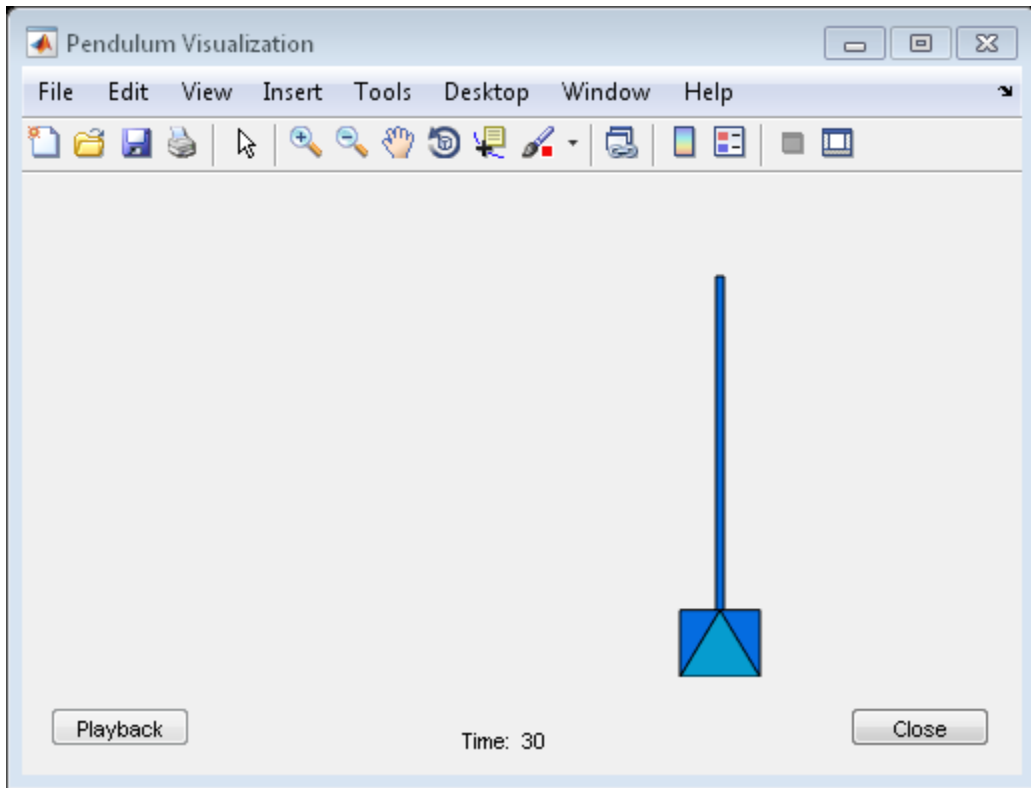 Pendulum Visualization
File Edit View Insert Tools Desktop Window Help
Playback
Time: 30
Close